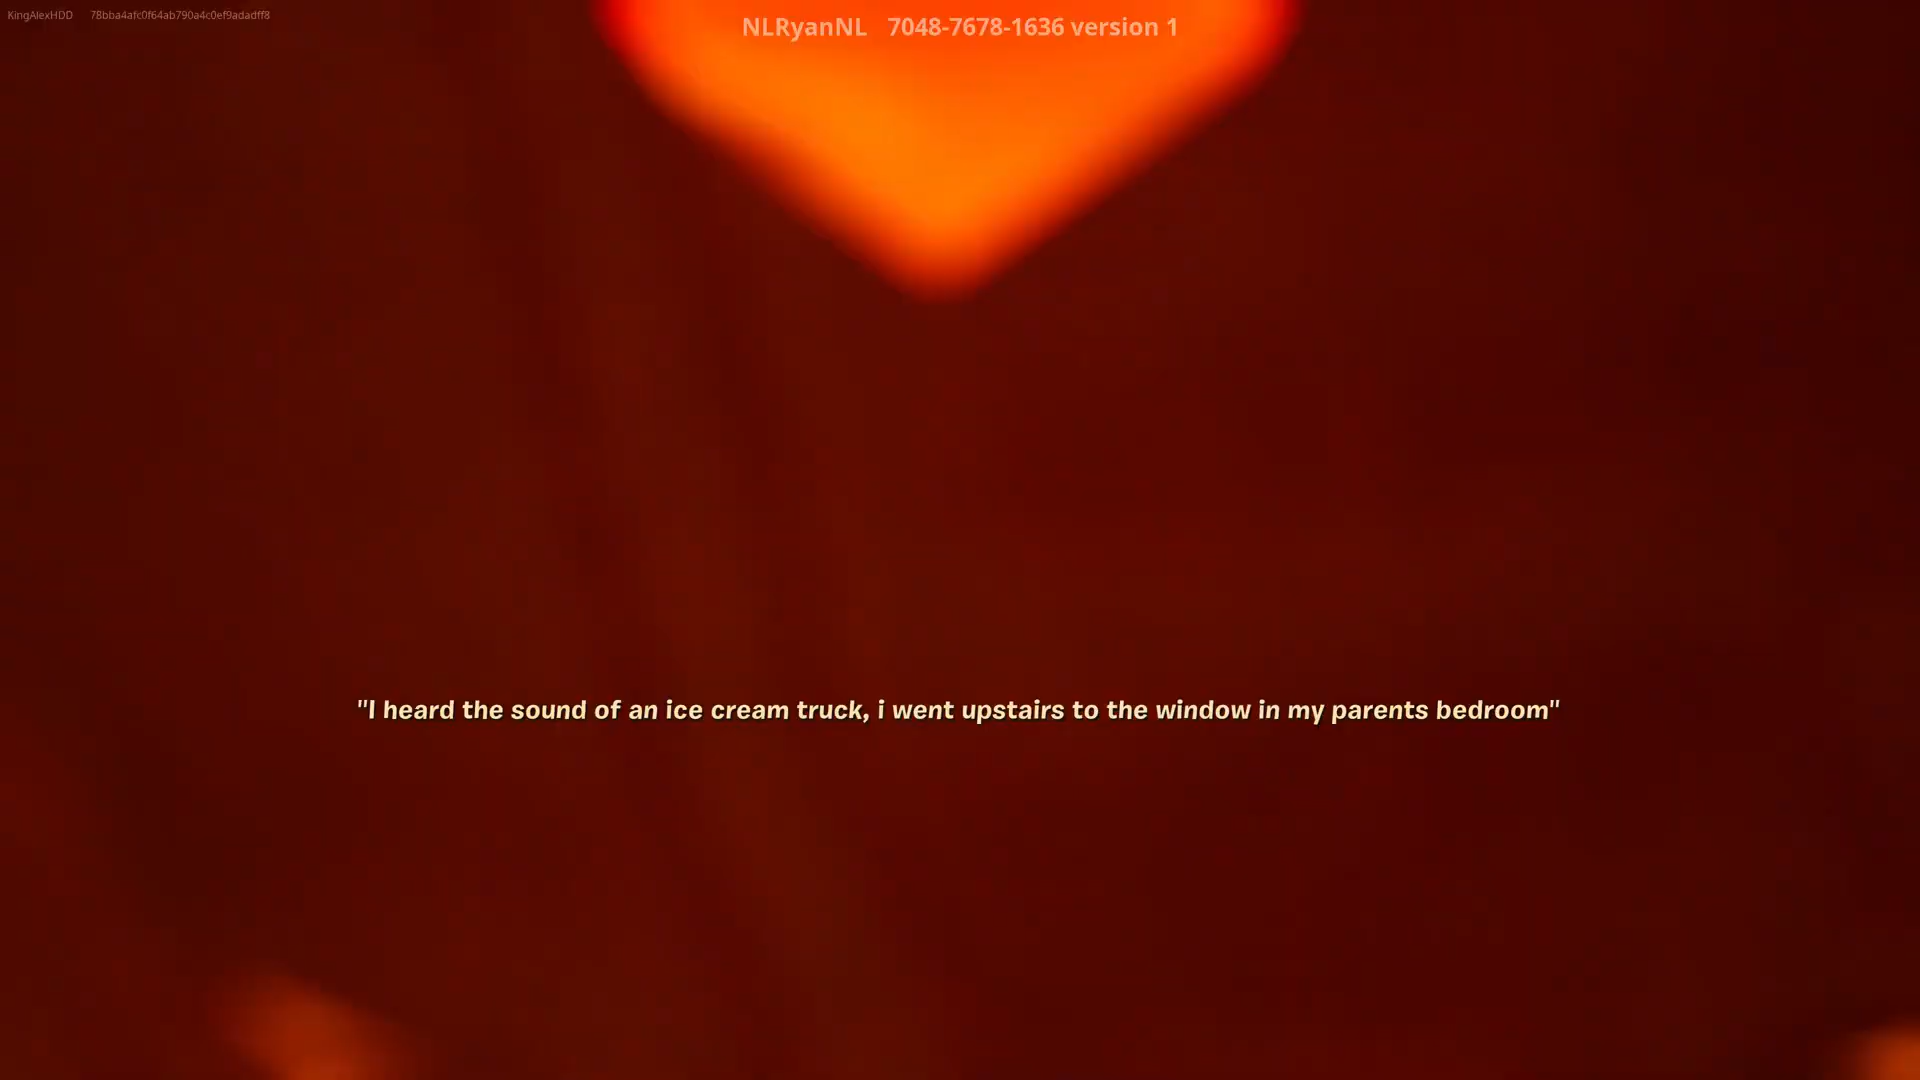 KingAlexHDD 78bba4afc0f64ab790a4c0ef9adadff8
NLRyanNL 7048-7678-1636 version 1
"I heard the sound of an ice cream truck, i went upstairs to the window in my parents bedroom"